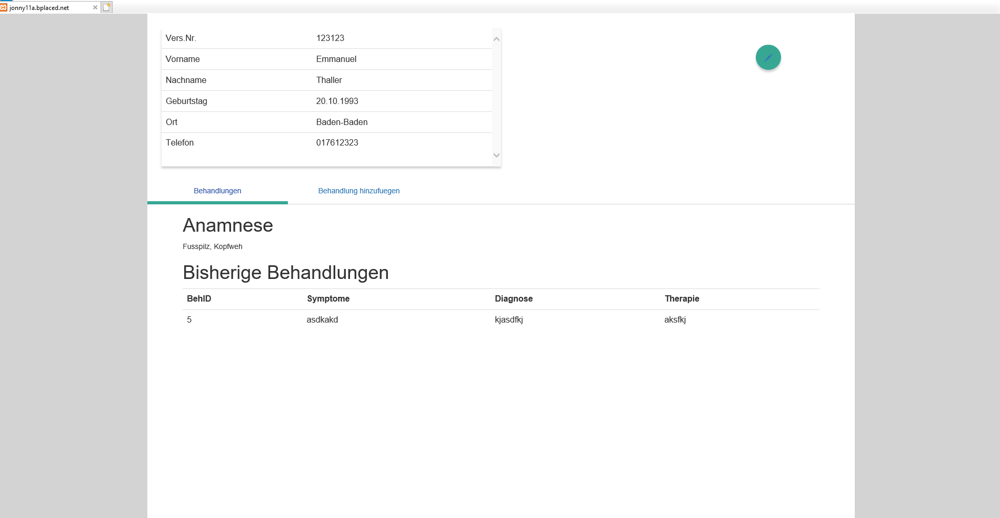 jonny11a.bplaced.net
Vers.Nr. 123123
Vorname Emmanuel
Nachname Thaller
Geburtstag 20.10.1993
Ort Baden-Baden
Telefon 017612323
Behandlungen Behandlung hinzufuegen
Anamnese
Fusspilz, Kopfweh
Bisherige Behandlungen
BehID Symptome Diagnose Therapie
5 asdkakd kjasdfkj aksfkj